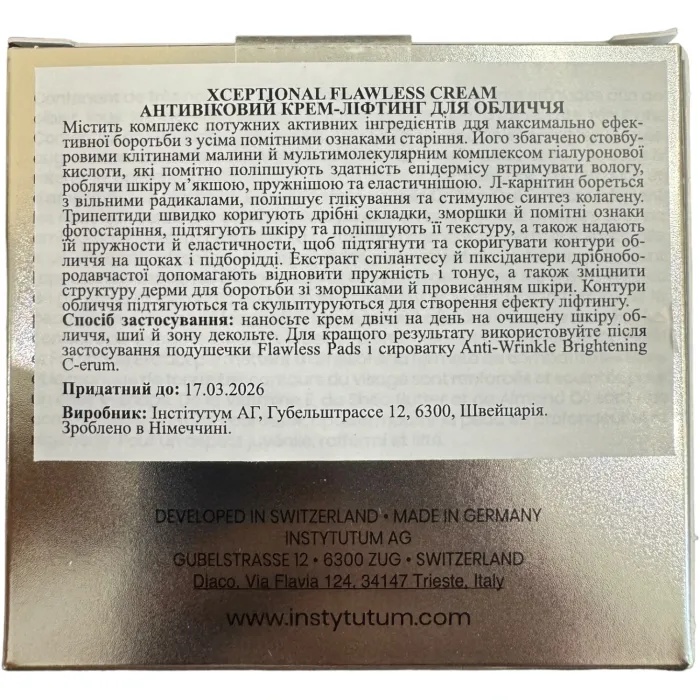 XCEPTIONAL FLAWLESS CREAM
АНТИВІКОВИЙ КРЕМ-ЛІФТИНГ ДЛЯ ОБЛИЧЧЯ
Містить комплекс потужних активних інгредієнтів для максимально ефек-
тивної боротьби з усіма помітними ознаками старіння. Його збагачено стовбу-
ровими клітинами малини й мультимолекулярним комплексом гіалуронової
кислоти, які помітно поліпшують здатність епідермісу втримувати вологу,
роблячи шкіру м’якшою, пружнішою та еластичнішою. Л-карнітин бореться
з вільними радикалами, поліпшує глікування та стимулює синтез колагену.
Трипептиди швидко коригують дрібні складки, зморшки й помітні ознаки
фотостаріння, підтягують шкіру та поліпшують її текстуру, а також надають
їй пружности й еластичности, щоб підтягнути та скоригувати контури об-
личчя на щоках і підборідді. Екстракт спілантесу й піксідантери дрібнобо-
родавчастої допомагають відновити пружність і тонус, а також зміцнити
структуру дерми для боротьби зі зморшками й провисанням шкіри. Контури
обличчя підтягуються та скульптуруються для створення ефекту ліфтингу.
Спосіб застосування: наносьте крем двічі на день на очищену шкіру об-
личчя, шиї й зону декольте. Для кращого результату використовуйте після
застосування подушечки Flawless Pads і сироватку Anti-Wrinkle Brightening
C-erum.
Придатний до: 17.03.2026
Виробник: Інстітутум АГ, Губельштрассе 12, 6300, Швейцарія.
Зроблено в Німеччині.
DEVELOPED IN SWITZERLAND • MADE IN GERMANY
INSTYTUTUM AG
GUBELSTRASSE 12 • 6300 ZUG • SWITZERLAND
Diaco, Via Flavia 124, 34147 Trieste, Italy
www.instytutum.com